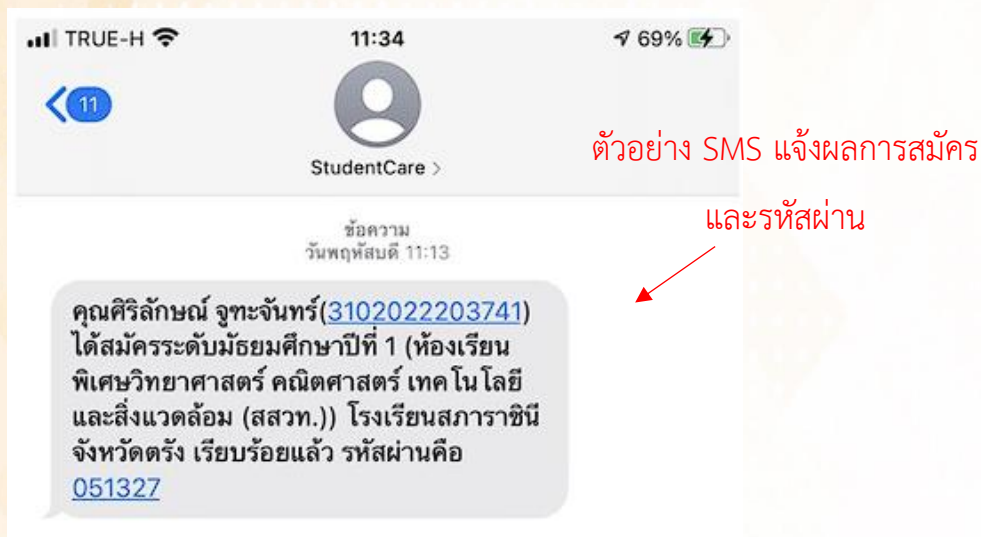 TRUE-H 11:34 69%
11
StudentCare >
ตัวอย่าง SMS แจ้งผลการสมัคร
และรหัสผ่าน
ข้อความ
วันพฤหัสบดี 11:13
คุณศิริลักษณ์ จูฑะจันทร์(3102022203741)
ได้สมัครระดับมัธยมศึกษาปีที่ 1 (ห้องเรียน
พิเศษวิทยาศาสตร์ คณิตศาสตร์ เทคโนโลยี
และสิ่งแวดล้อม (สสวท.)) โรงเรียนสภาราชินี
จังหวัดตรัง เรียบร้อยแล้ว รหัสผ่านคือ
051327